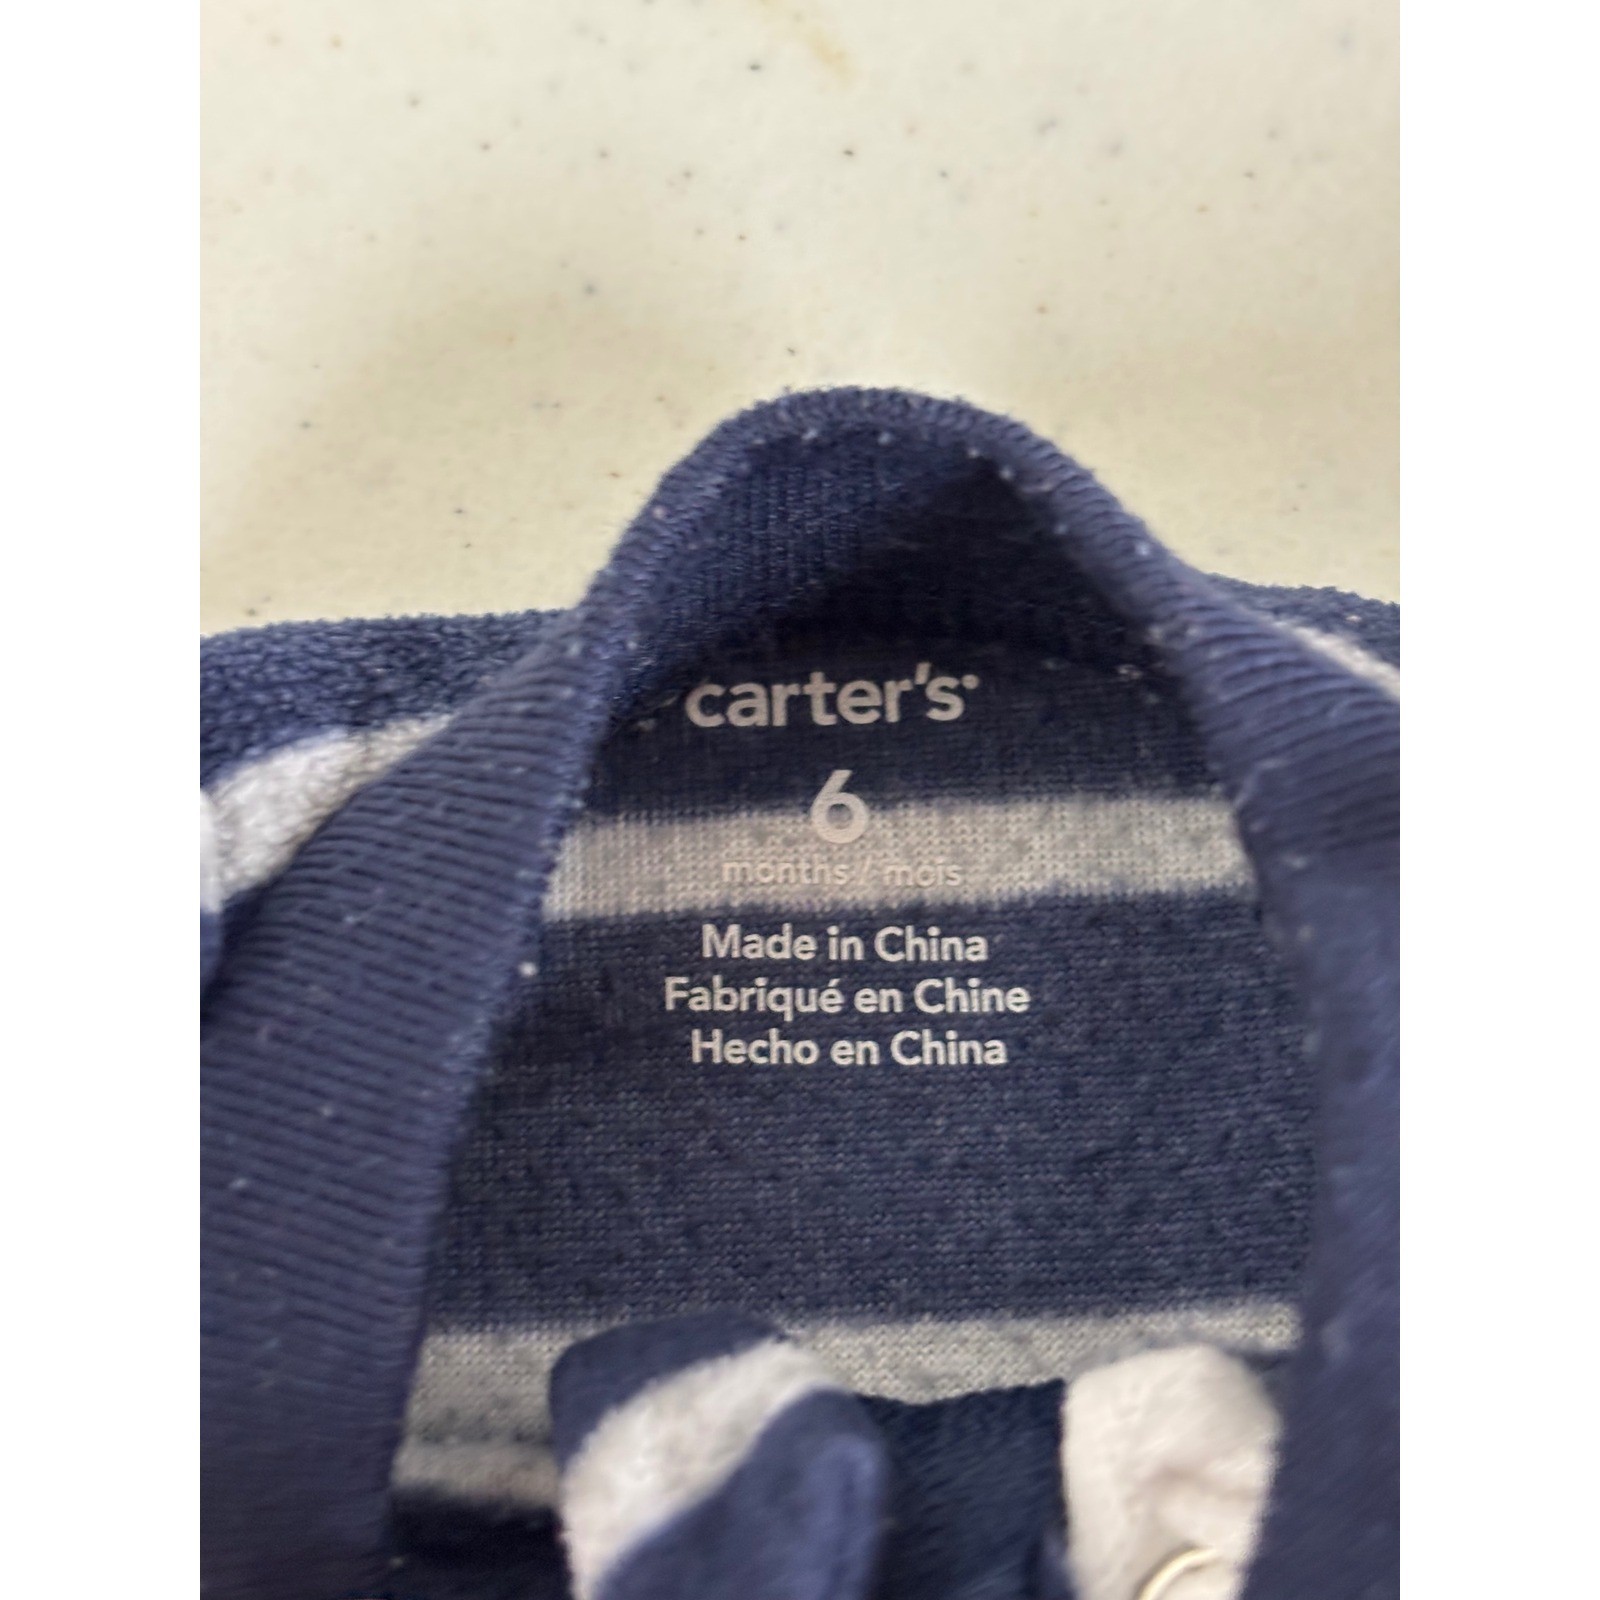 carter's
6
months / mois
Made in China
Fabriqué en Chine
Hecho en China